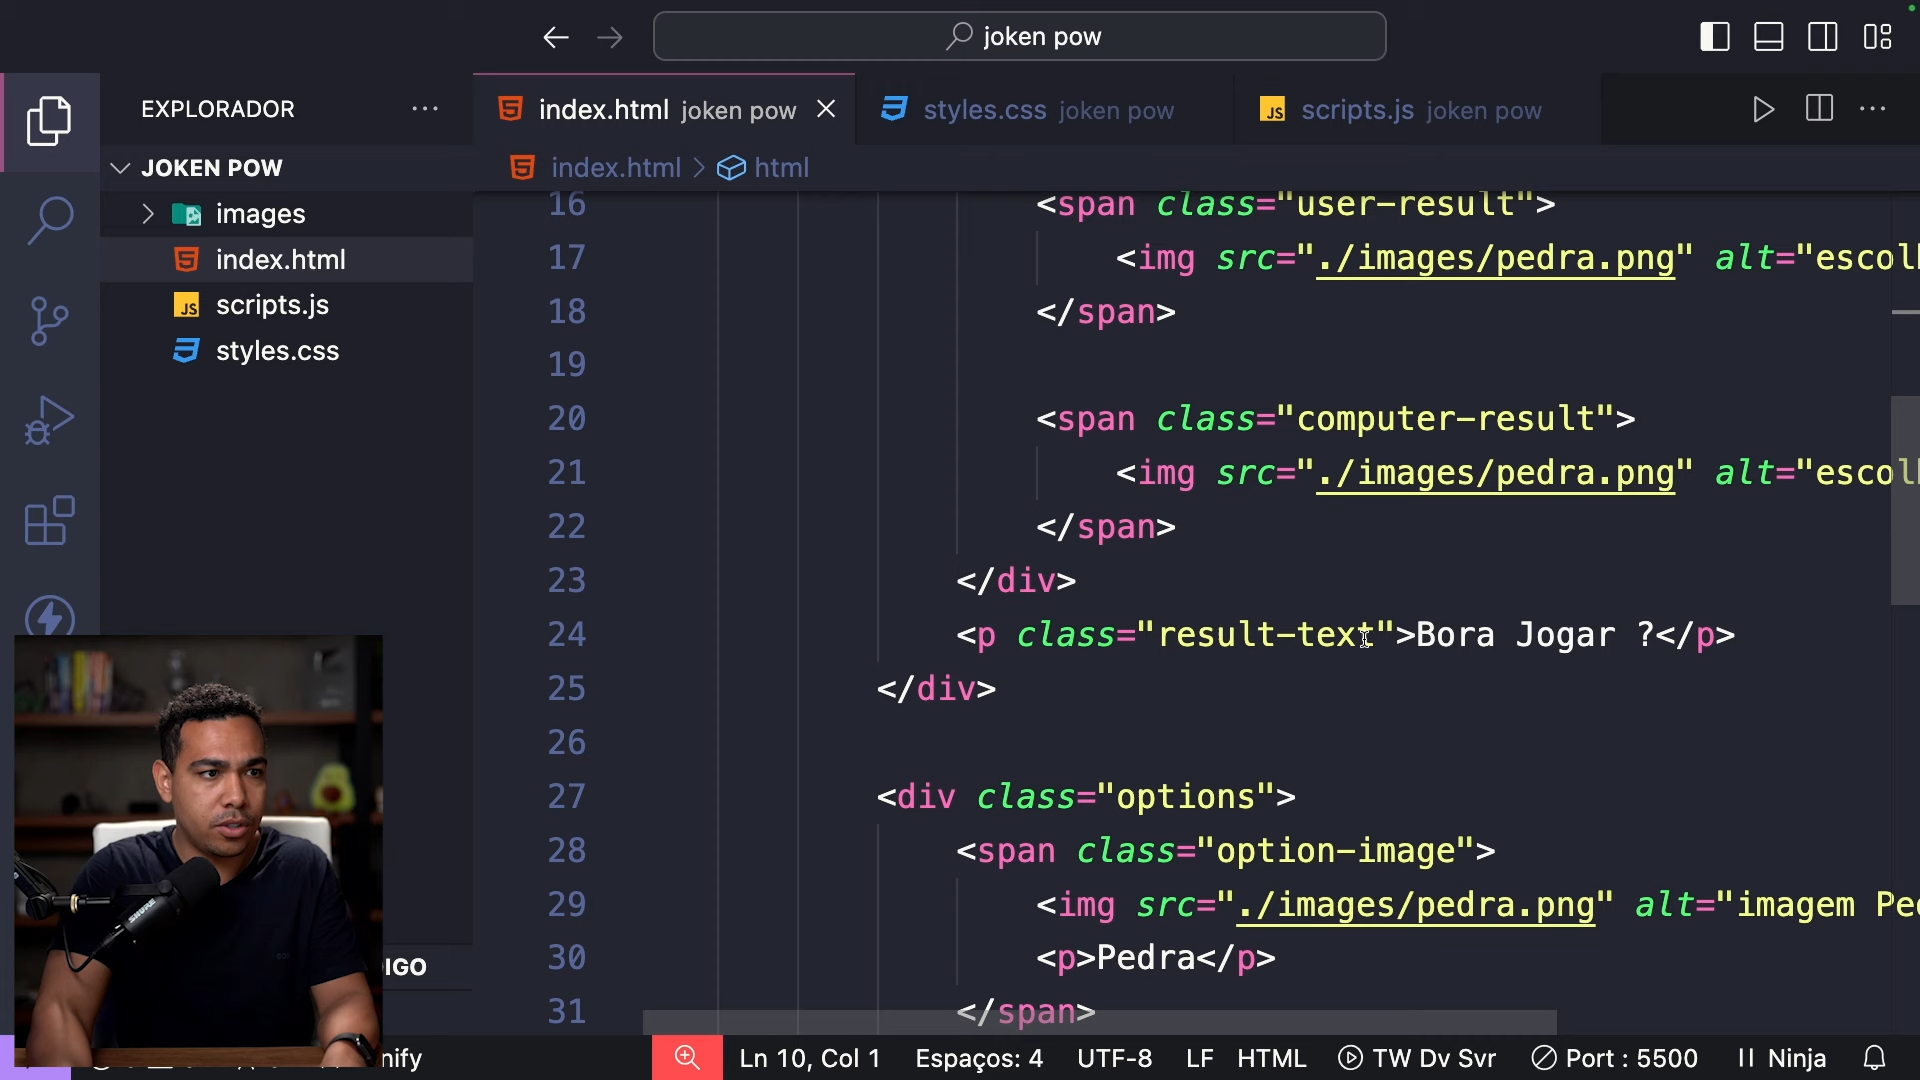 joken pow
EXPLORADOR ...
index.html joken pow
styles.css joken pow
scripts.js joken pow
...
JOKEN POW
index.html > html
images
index.html
scripts.js
styles.css
16 <span class="user-result">
17 <img src="./images/pedra.png" alt="escol
18 </span>
19
20 <span class="computer-result">
21 <img src="./images/pedra.png" alt="escol
22 </span>
23 </div>
24 <p class="result-text">Bora Jogar ?</p>
25 </div>
26
27 <div class="options">
28 <span class="option-image">
29 <img src="./images/pedra.png" alt="imagem Pe
30 <p>Pedra</p>
31 </span>
IGO
SHURE
nify
Ln 10, Col 1 Espaços: 4 UTF-8 LF HTML TW Dv Svr Port : 5500 Ninja